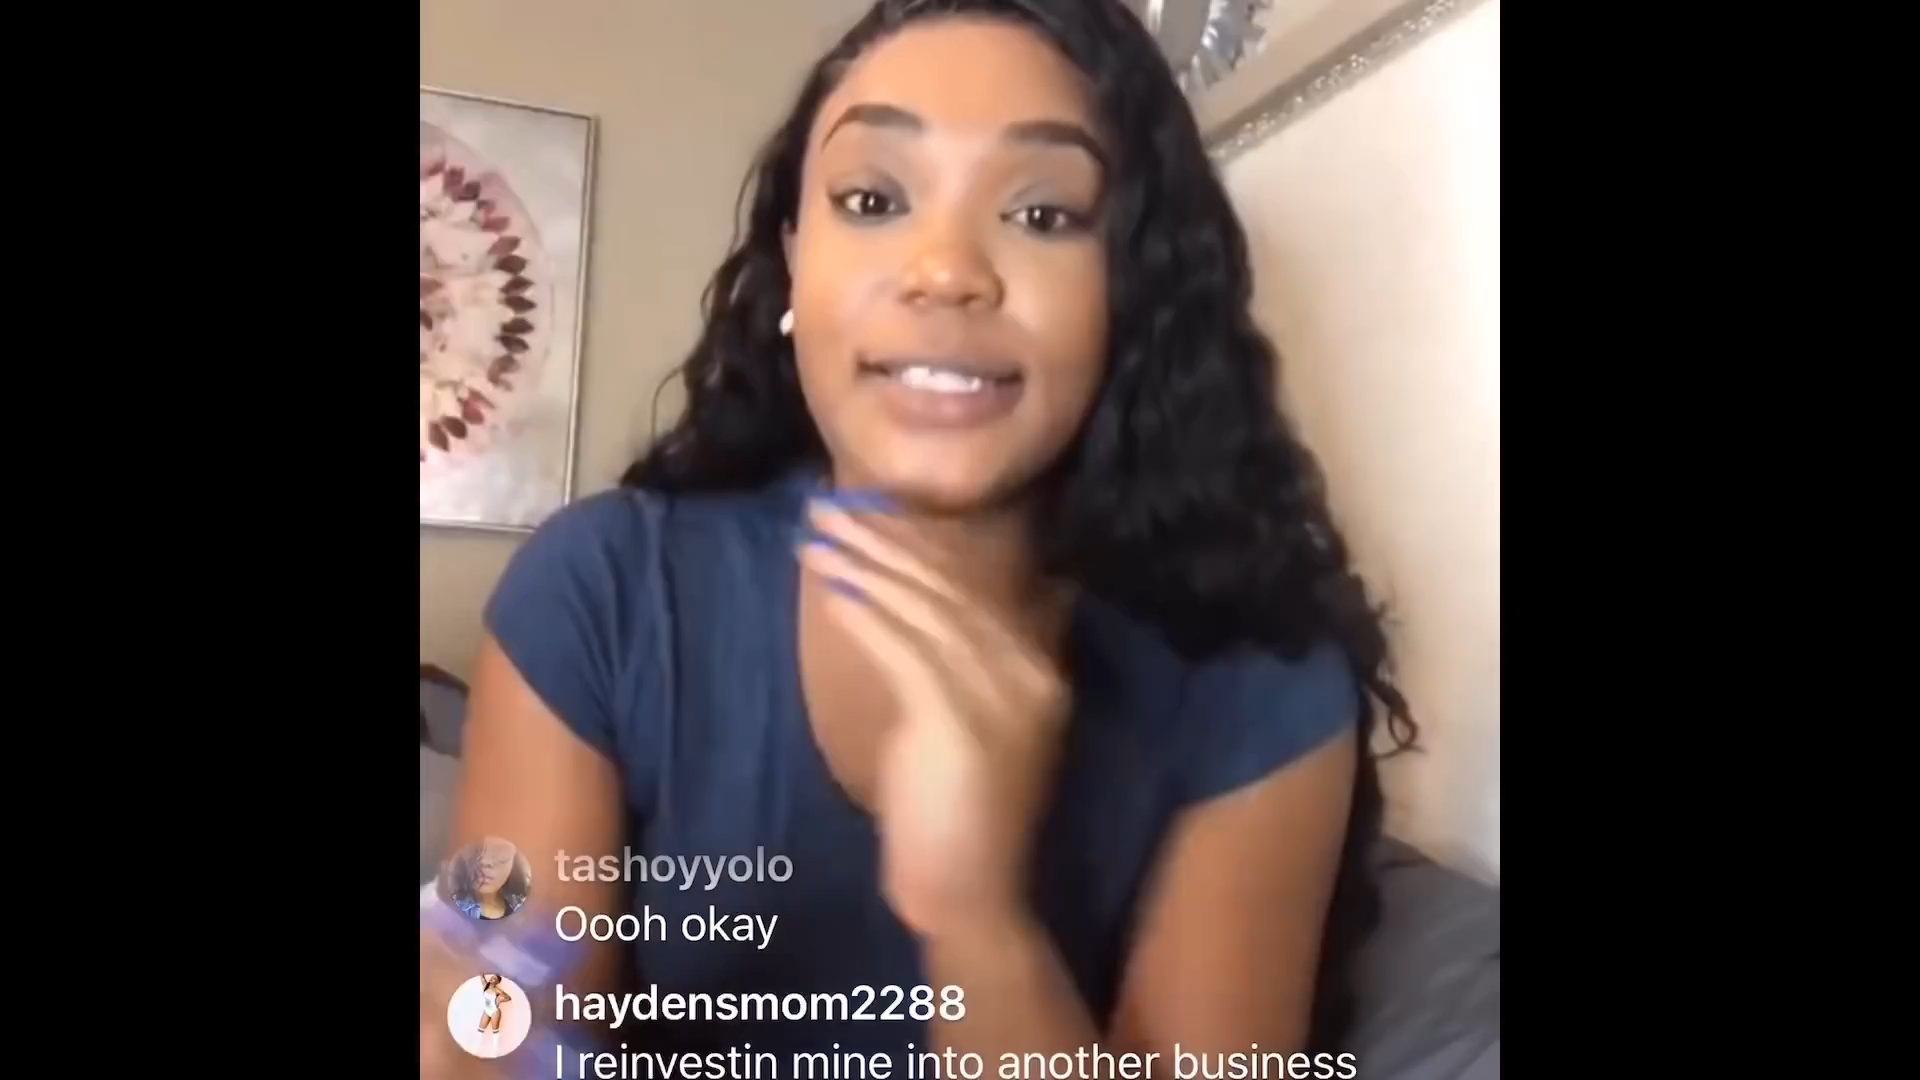 tashoyyolo
Oooh okay
haydensmom2288
I reinvestin mine into another business